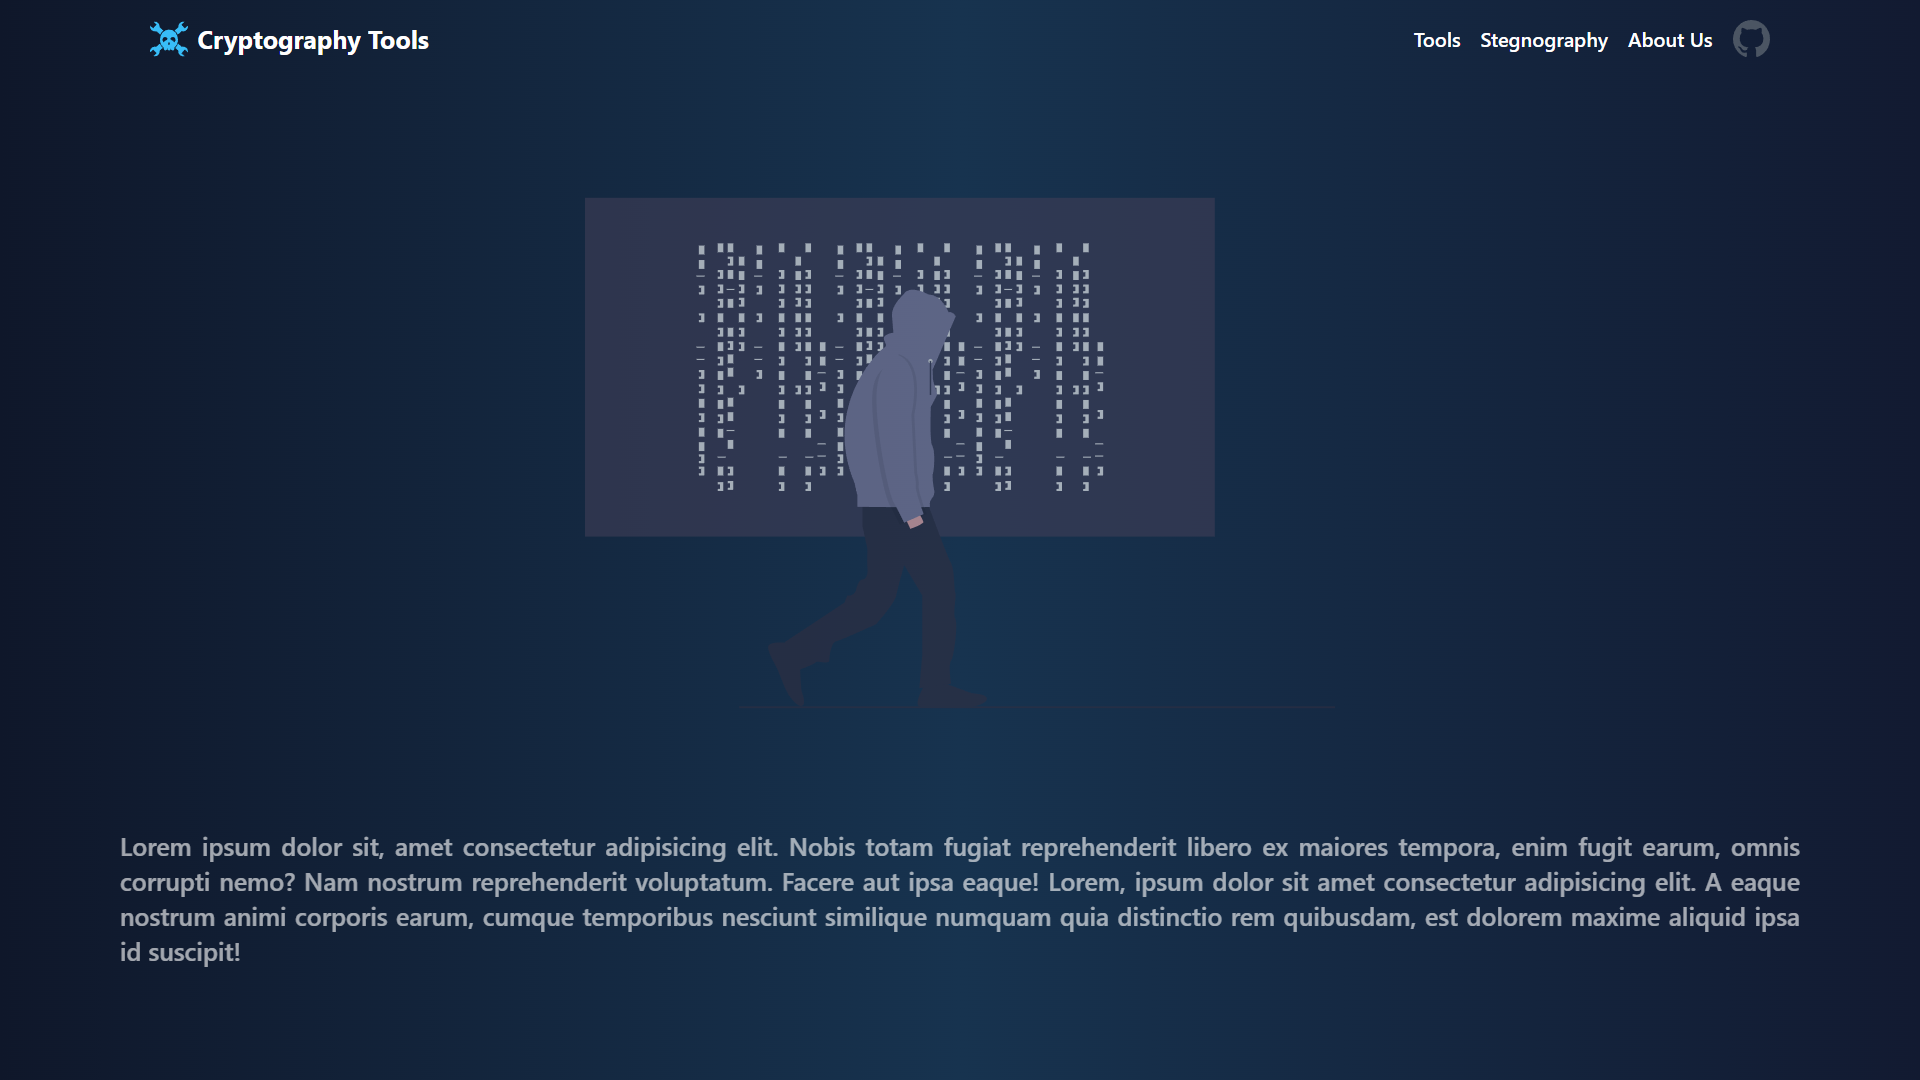 Cryptography Tools
Tools
Stegnography
About Us
Lorem ipsum dolor sit, amet consectetur adipisicing elit. Nobis totam fugiat reprehenderit libero ex maiores tempora, enim fugit earum, omnis
corrupti nemo? Nam nostrum reprehenderit voluptatum. Facere aut ipsa eaque! Lorem, ipsum dolor sit amet consectetur adipisicing elit. A eaque
nostrum animi corporis earum, cumque temporibus nesciunt similique numquam quia distinctio rem quibusdam, est dolorem maxime aliquid ipsa
id suscipit!